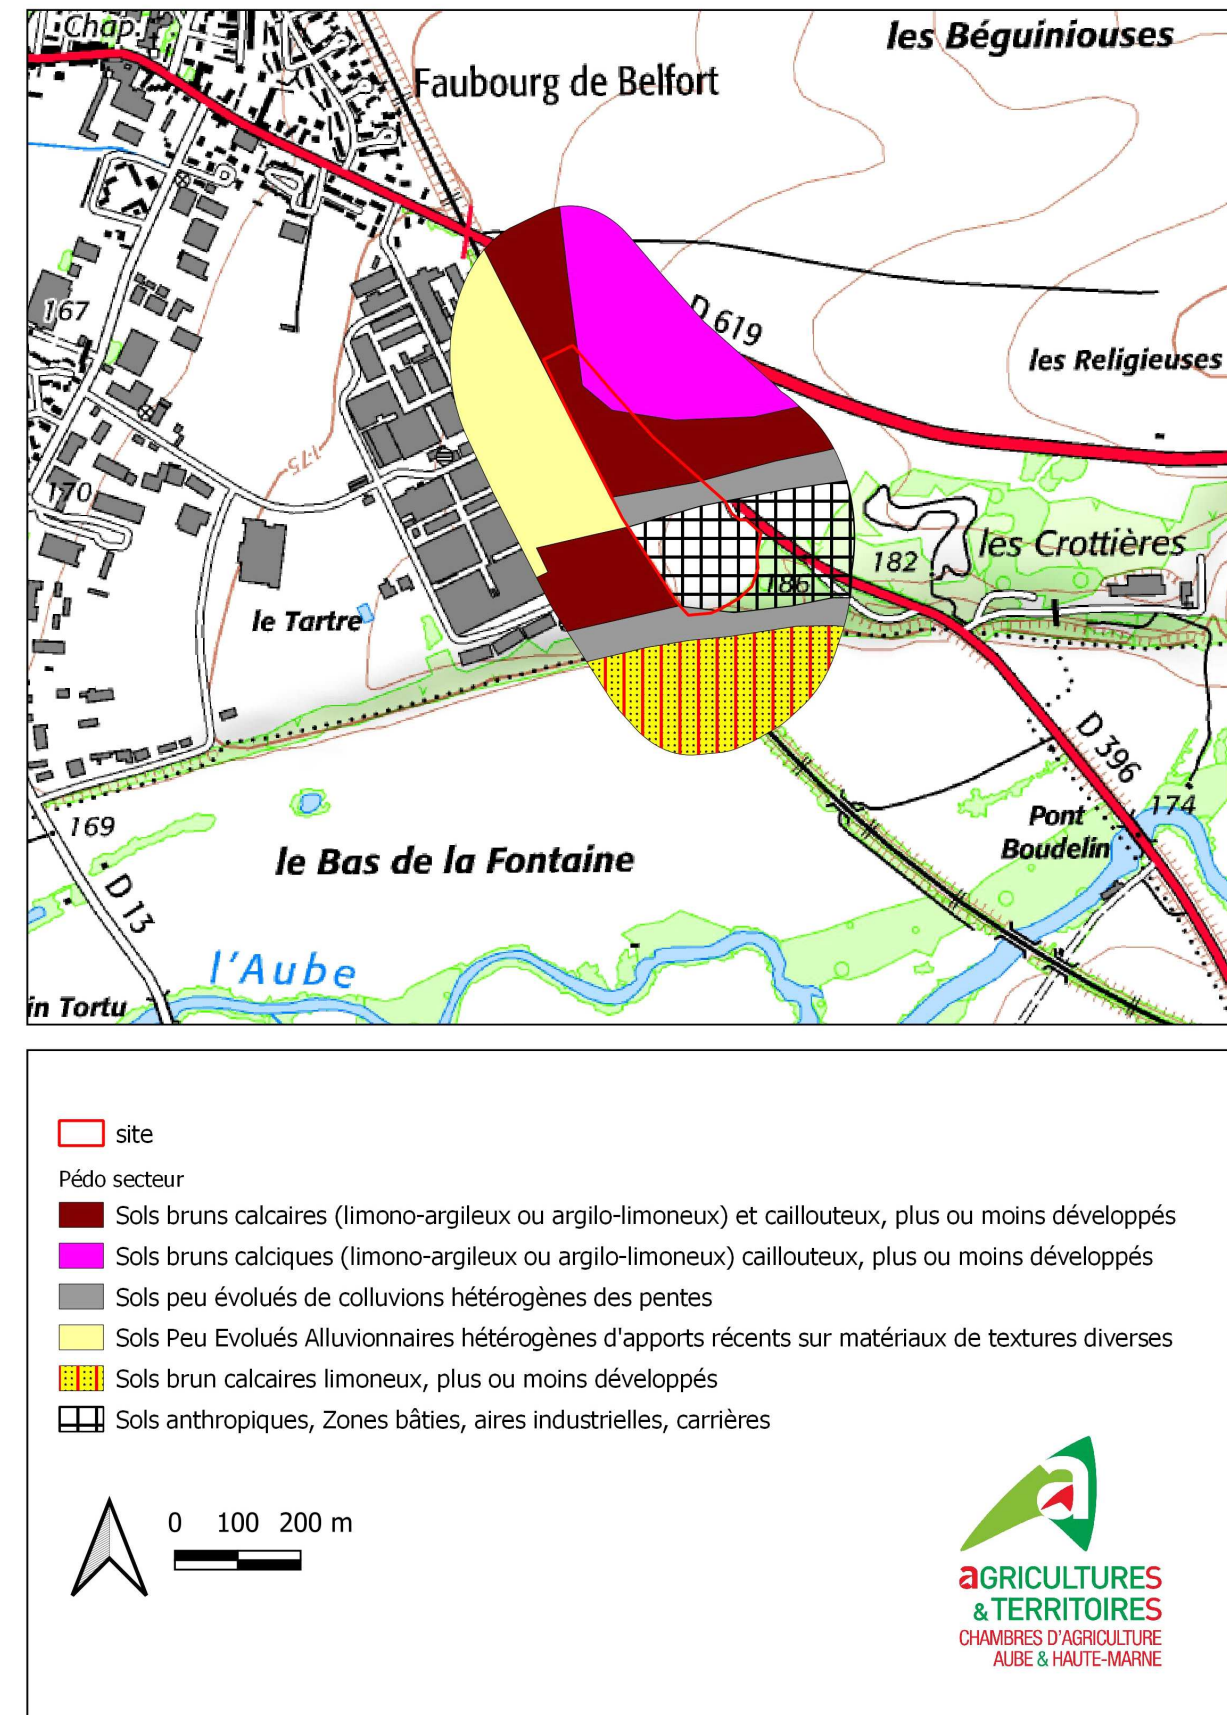 Chap.
les Béguiniouses
Faubourg de Belfort
167
D 619
les Religieuses
175
170
les Crottières
182
186
le Tartre
D 396
174
Pont
Boudelin
169
le Bas de la Fontaine
D 13
l'Aube
in Tortu
site
Pédo secteur
Sols bruns calcaires (limono-argileux ou argilo-limoneux) et caillouteux, plus ou moins développés
Sols bruns calciques (limono-argileux ou argilo-limoneux) caillouteux, plus ou moins développés
Sols peu évolués de colluvions hétérogènes des pentes
Sols Peu Evolués Alluvionnaires hétérogènes d'apports récents sur matériaux de textures diverses
Sols brun calcaires limoneux, plus ou moins développés
Sols anthropiques, Zones bâties, aires industrielles, carrières
0 100 200 m
a
aGRICULTURES
& TERRITOIRES
CHAMBRES D'AGRICULTURE
AUBE & HAUTE-MARNE